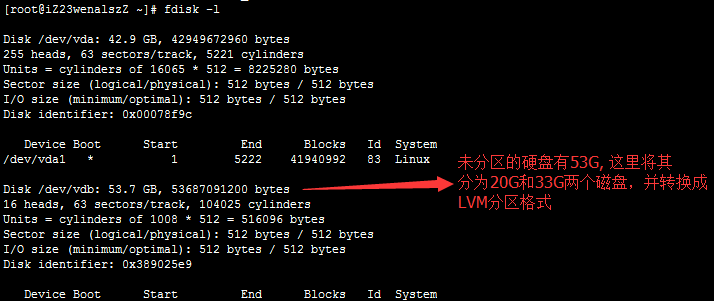 [root@iZ23wenalszZ ~]# fdisk -l
Disk /dev/vda: 42.9 GB, 42949672960 bytes
255 heads, 63 sectors/track, 5221 cylinders
Units = cylinders of 16065 * 512 = 8225280 bytes
Sector size (logical/physical): 512 bytes / 512 bytes
I/O size (minimum/optimal): 512 bytes / 512 bytes
Disk identifier: 0x00078f9c
Device Boot Start End Blocks Id System
/dev/vda1 * 1 5222 41940992 83 Linux
未分区的硬盘有53G, 这里将其
分为20G和33G两个磁盘，并转换成
LVM分区格式
Disk /dev/vdb: 53.7 GB, 53687091200 bytes
16 heads, 63 sectors/track, 104025 cylinders
Units = cylinders of 1008 * 512 = 516096 bytes
Sector size (logical/physical): 512 bytes / 512 bytes
I/O size (minimum/optimal): 512 bytes / 512 bytes
Disk identifier: 0x389025e9
Device Boot Start End Blocks Id System